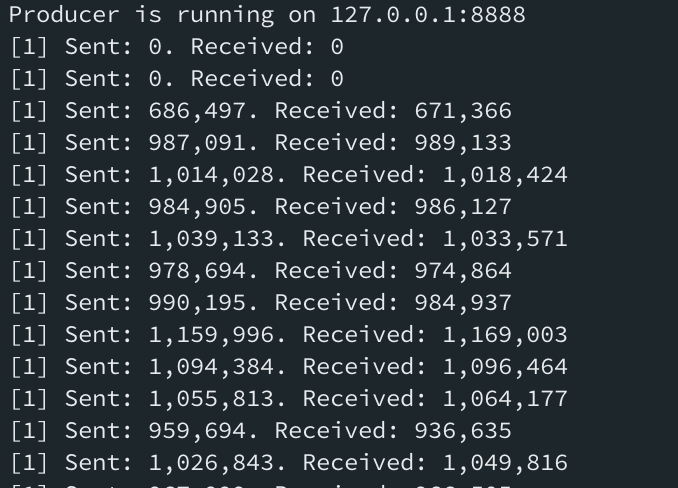 Producer is running on 127.0.0.1:8888
[1] Sent: 0. Received: 0
[1] Sent: 0. Received: 0
[1] Sent: 686,497. Received: 671,366
[1] Sent: 987,091. Received: 989,133
[1] Sent: 1,014,028. Received: 1,018,424
[1] Sent: 984,905. Received: 986,127
[1] Sent: 1,039,133. Received: 1,033,571
[1] Sent: 978,694. Received: 974,864
[1] Sent: 990,195. Received: 984,937
[1] Sent: 1,159,996. Received: 1,169,003
[1] Sent: 1,094,384. Received: 1,096,464
[1] Sent: 1,055,813. Received: 1,064,177
[1] Sent: 959,694. Received: 936,635
[1] Sent: 1,026,843. Received: 1,049,816